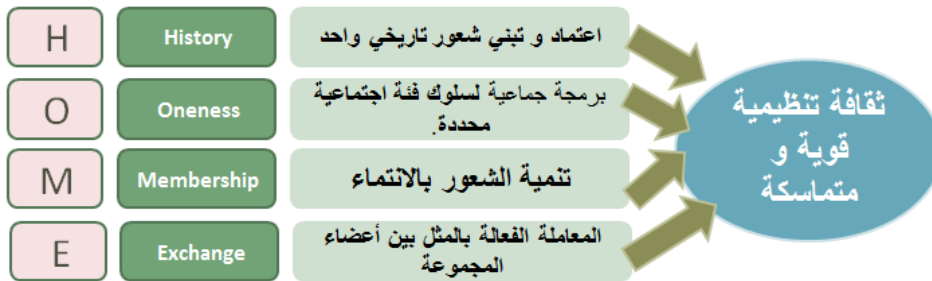 H
History
اعتماد و تبني شعور تاريخي واحد
O
Oneness
برمجة جماعية لسلوك فئة اجتماعية
محددة.
M
Membership
تنمية الشعور بالانتماء
E
Exchange
المعاملة الفعالة بالمثل بين أعضاء
المجموعة
ثقافة تنظيمية
قوية و
متماسكة